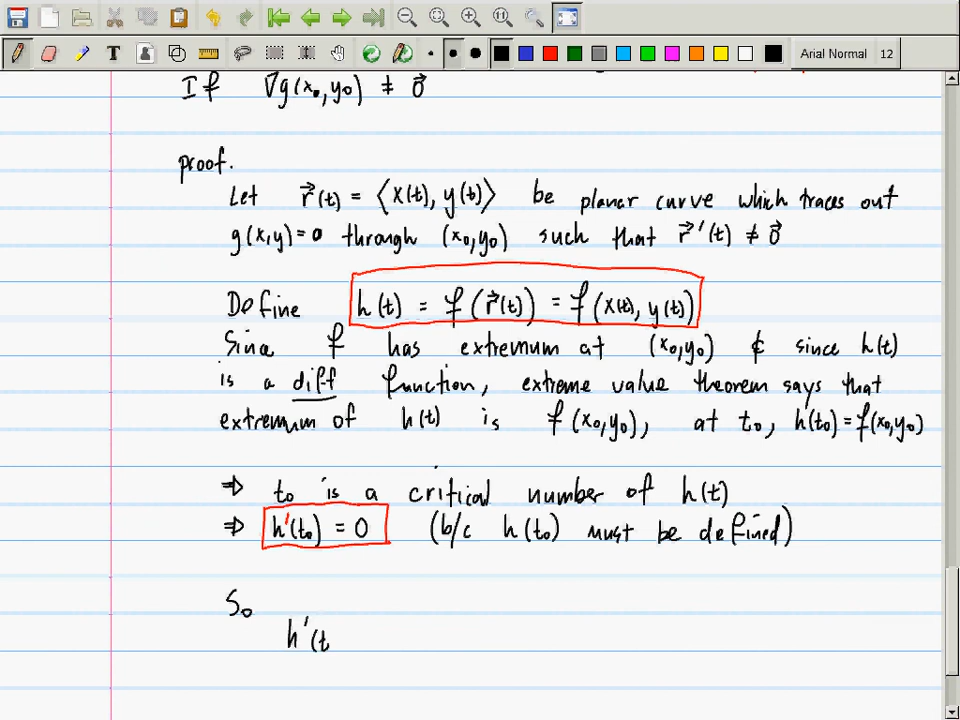 Arial Normal 12
If ∇g(x₀,y₀) ≠ 0⃗
proof.
Let r⃗(t) = ⟨x(t), y(t)⟩ be planar curve which traces out
g(x,y)=0 through (x₀,y₀) such that r⃗'(t) ≠ 0⃗
Define h(t) = f(r⃗(t)) = f(x(t), y(t))
Since f has extremum at (x₀,y₀) & since h(t)
is a diff function, extreme value theorem says that
extremum of h(t) is f(x₀,y₀), at t₀, h(t₀)=f(x₀,y₀)
⇒ t₀ is a critical number of h(t)
⇒ h'(t₀) = 0 (b/c h(t₀) must be defined)
So
h'(t